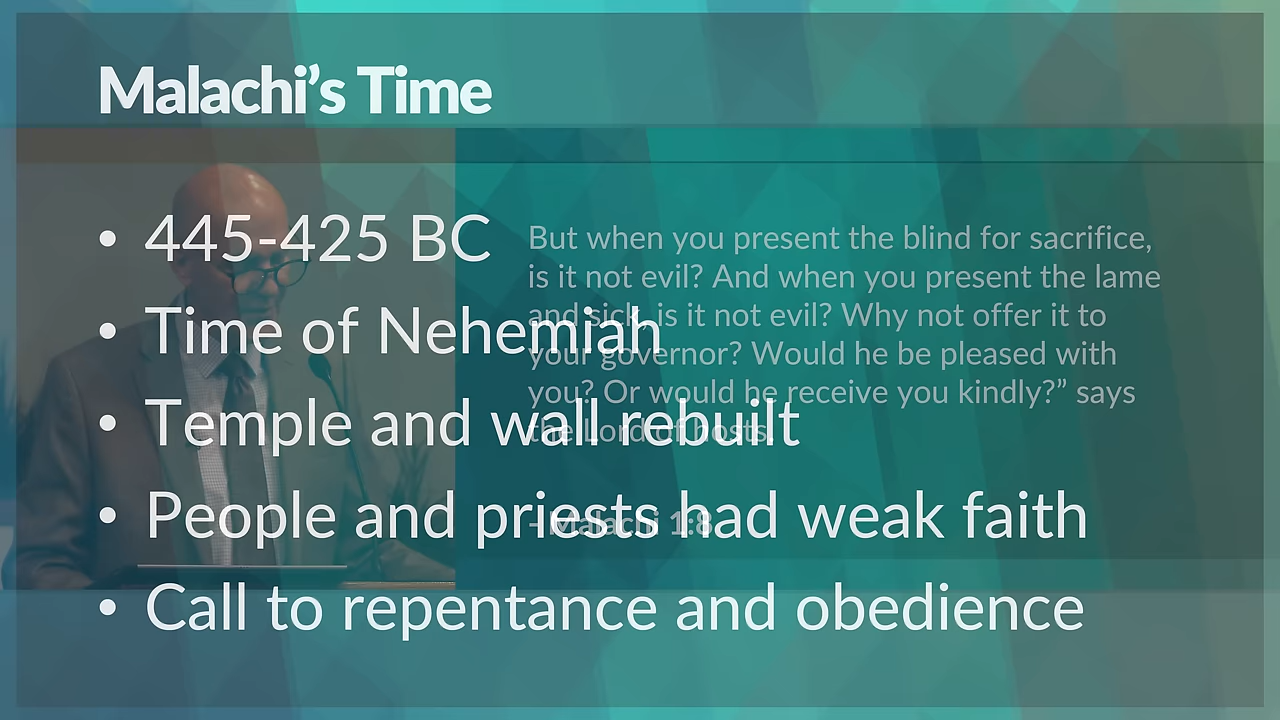 Malachi’s Time
• 445-425 BC
• Time of Nehemiah
• Temple and wall rebuilt
• People and priests had weak faith
• Call to repentance and obedience
But when you present the blind for sacrifice,
is it not evil? And when you present the lame
and sick, is it not evil? Why not offer it to
your governor? Would he be pleased with
you? Or would he receive you kindly?” says
the Lord of hosts.
- Malachi 1:8